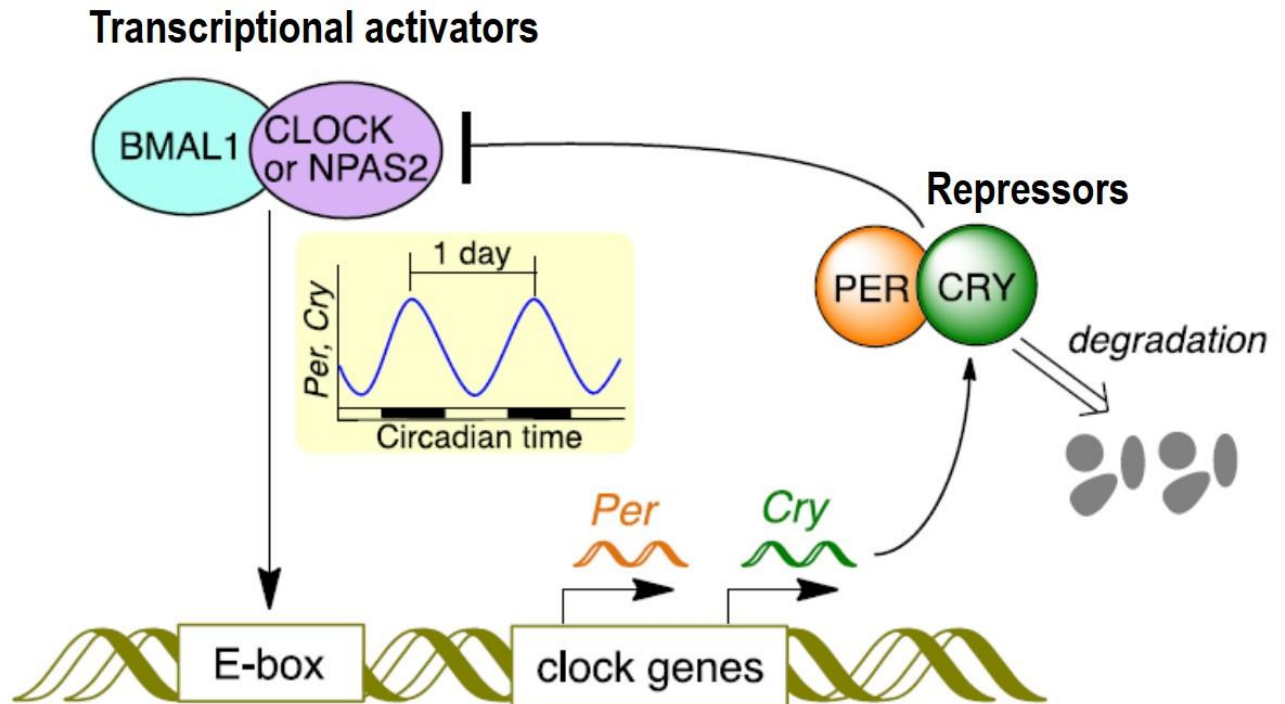 Transcriptional activators
BMAL1
CLOCK
or NPAS2
Repressors
PER
CRY
degradation
1 day
Per, Cry
Circadian time
Per
Cry
E-box
clock genes